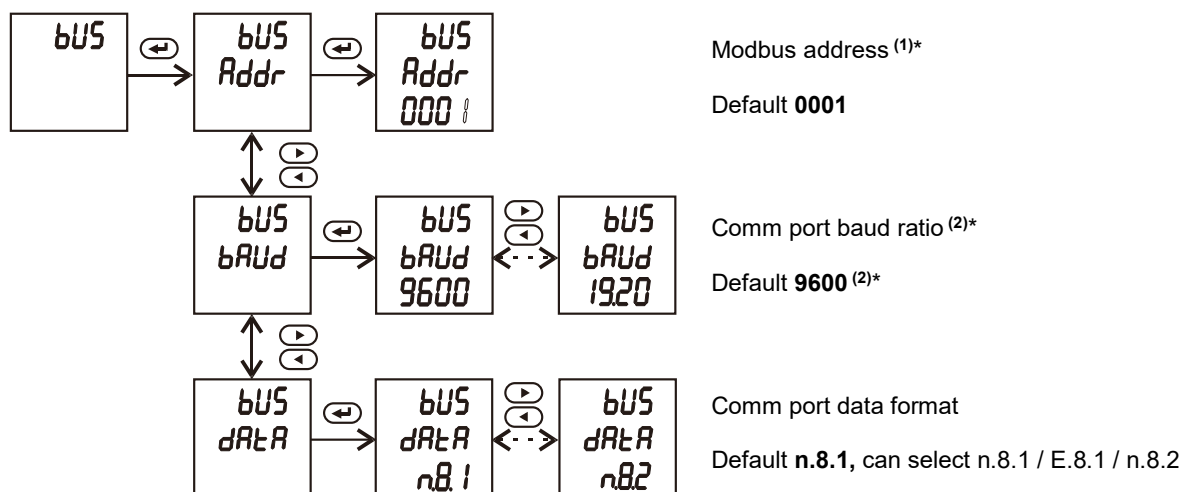 bUS
bUS
Addr
bUS
Addr
0001
Modbus address (1)*
Default 0001
bUS
bAUd
bUS
bAUd
9600
bUS
bAUd
19.20
Comm port baud ratio (2)*
Default 9600 (2)*
bUS
dAtA
bUS
dAtA
n.8.1
bUS
dAtA
n.8.2
Comm port data format
Default n.8.1, can select n.8.1 / E.8.1 / n.8.2